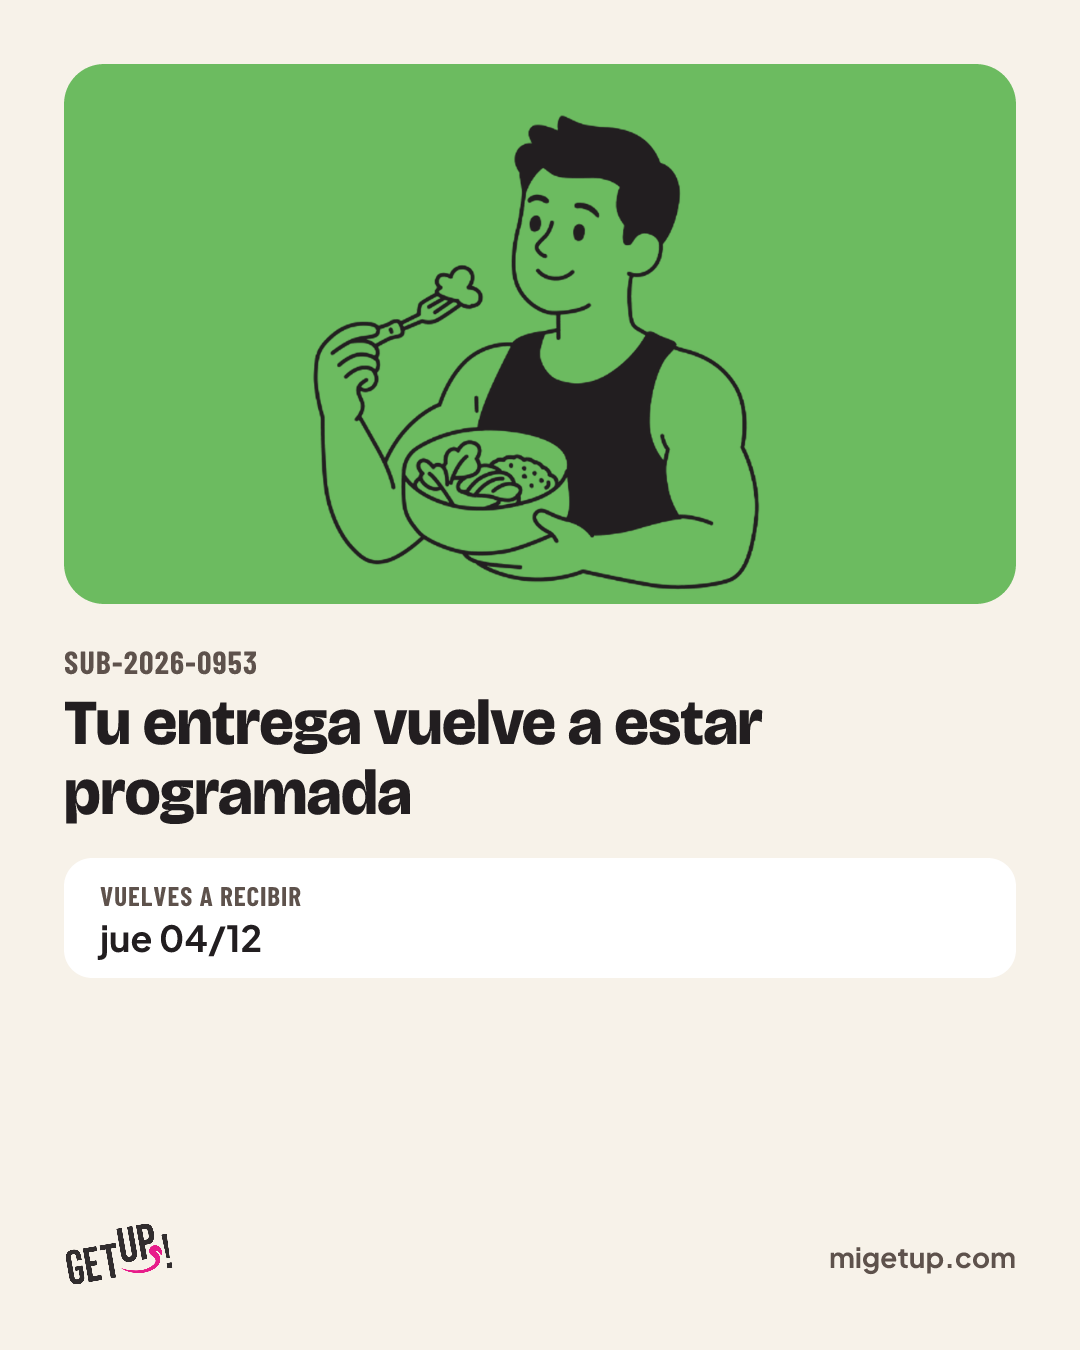 SUB-2026-0953
Tu entrega vuelve a estar
programada
VUELVES A RECIBIR
jue 04/12
GETUP!
migetup.com